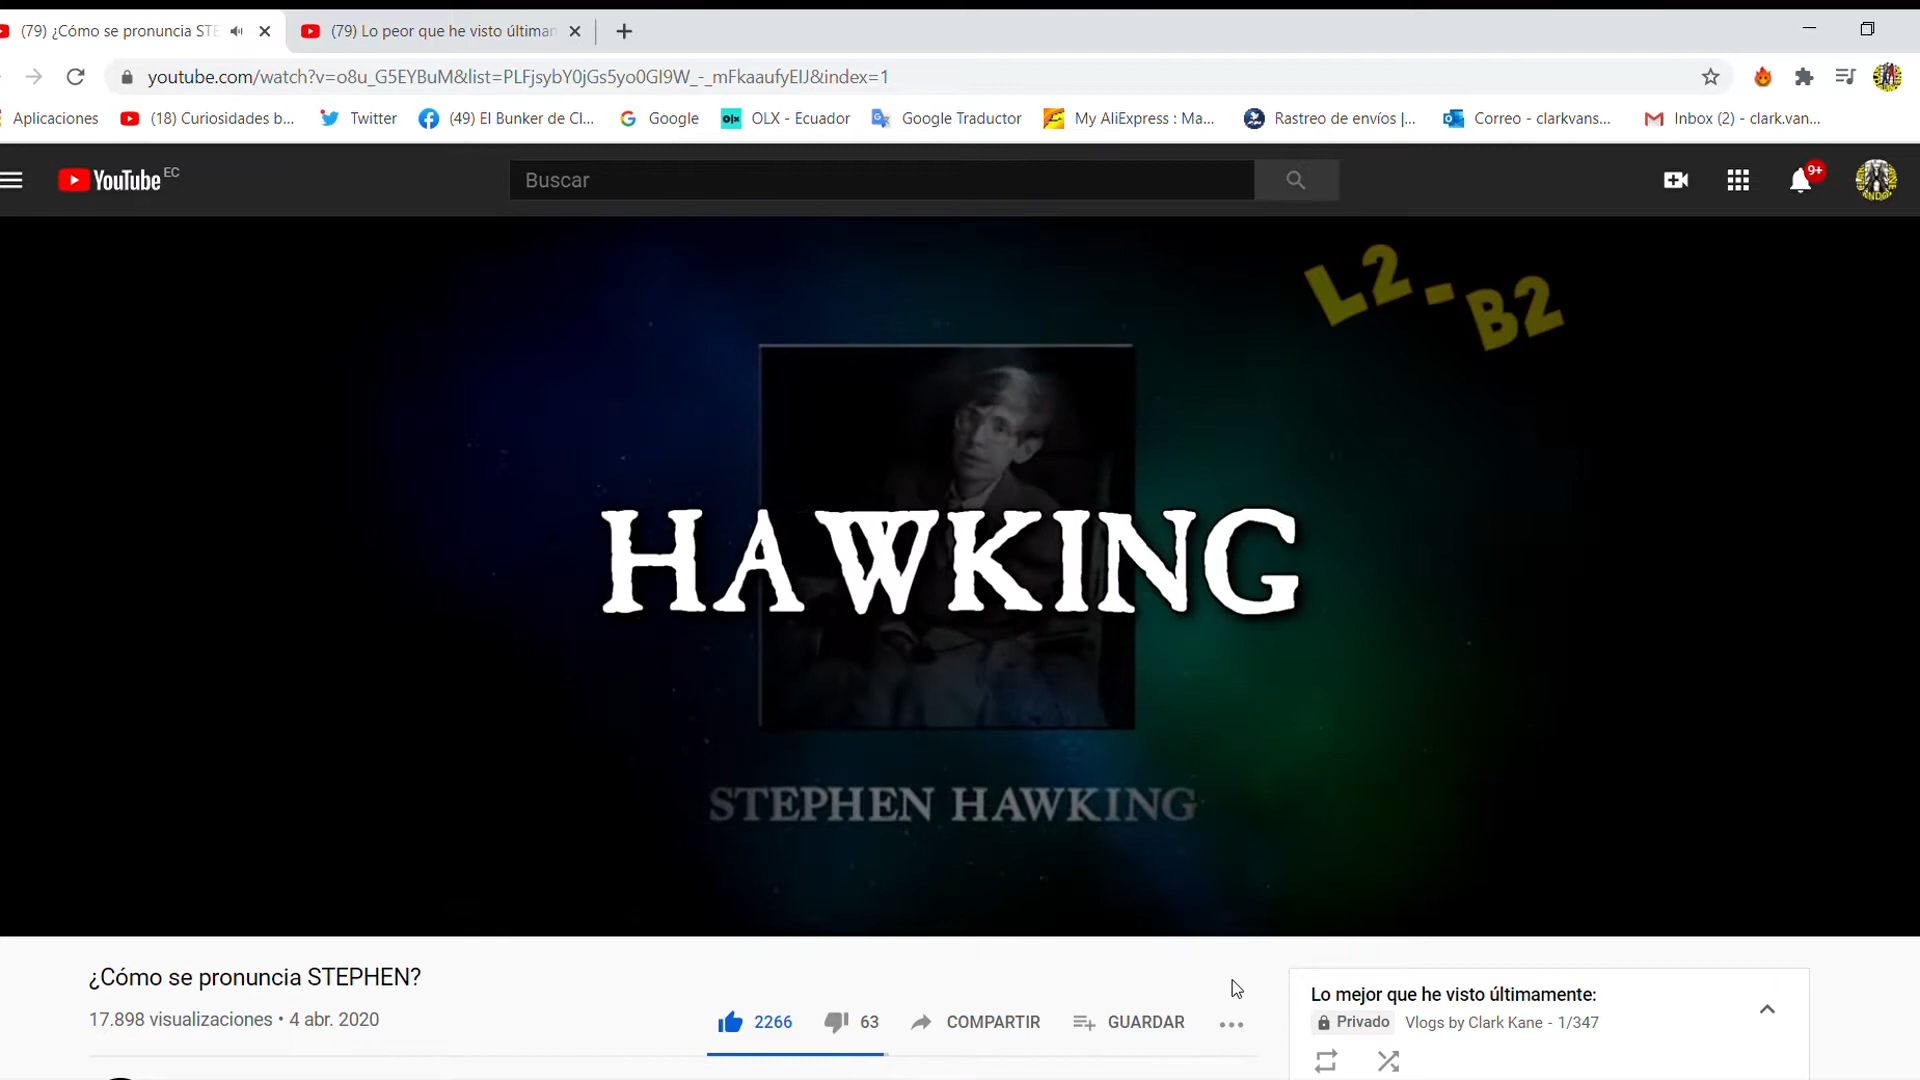 (79) ¿Cómo se pronuncia STE
(79) Lo peor que he visto últiman
youtube.com/watch?v=o8u_G5EYBuM&list=PLFjsybY0jGs5yo0GI9W_-_mFkaaufyEIJ&index=1
Aplicaciones (18) Curiosidades b... Twitter (49) El Bunker de Cl... Google OLX - Ecuador Google Traductor My AliExpress : Ma... Rastreo de envíos |... Correo - clarkvans... Inbox (2) - clark.van...
YouTube EC
Buscar
9+
L2-B2
HAWKING
STEPHEN HAWKING
¿Cómo se pronuncia STEPHEN?
17.898 visualizaciones • 4 abr. 2020
2266 63 COMPARTIR GUARDAR
Lo mejor que he visto últimamente:
Privado Vlogs by Clark Kane - 1/347